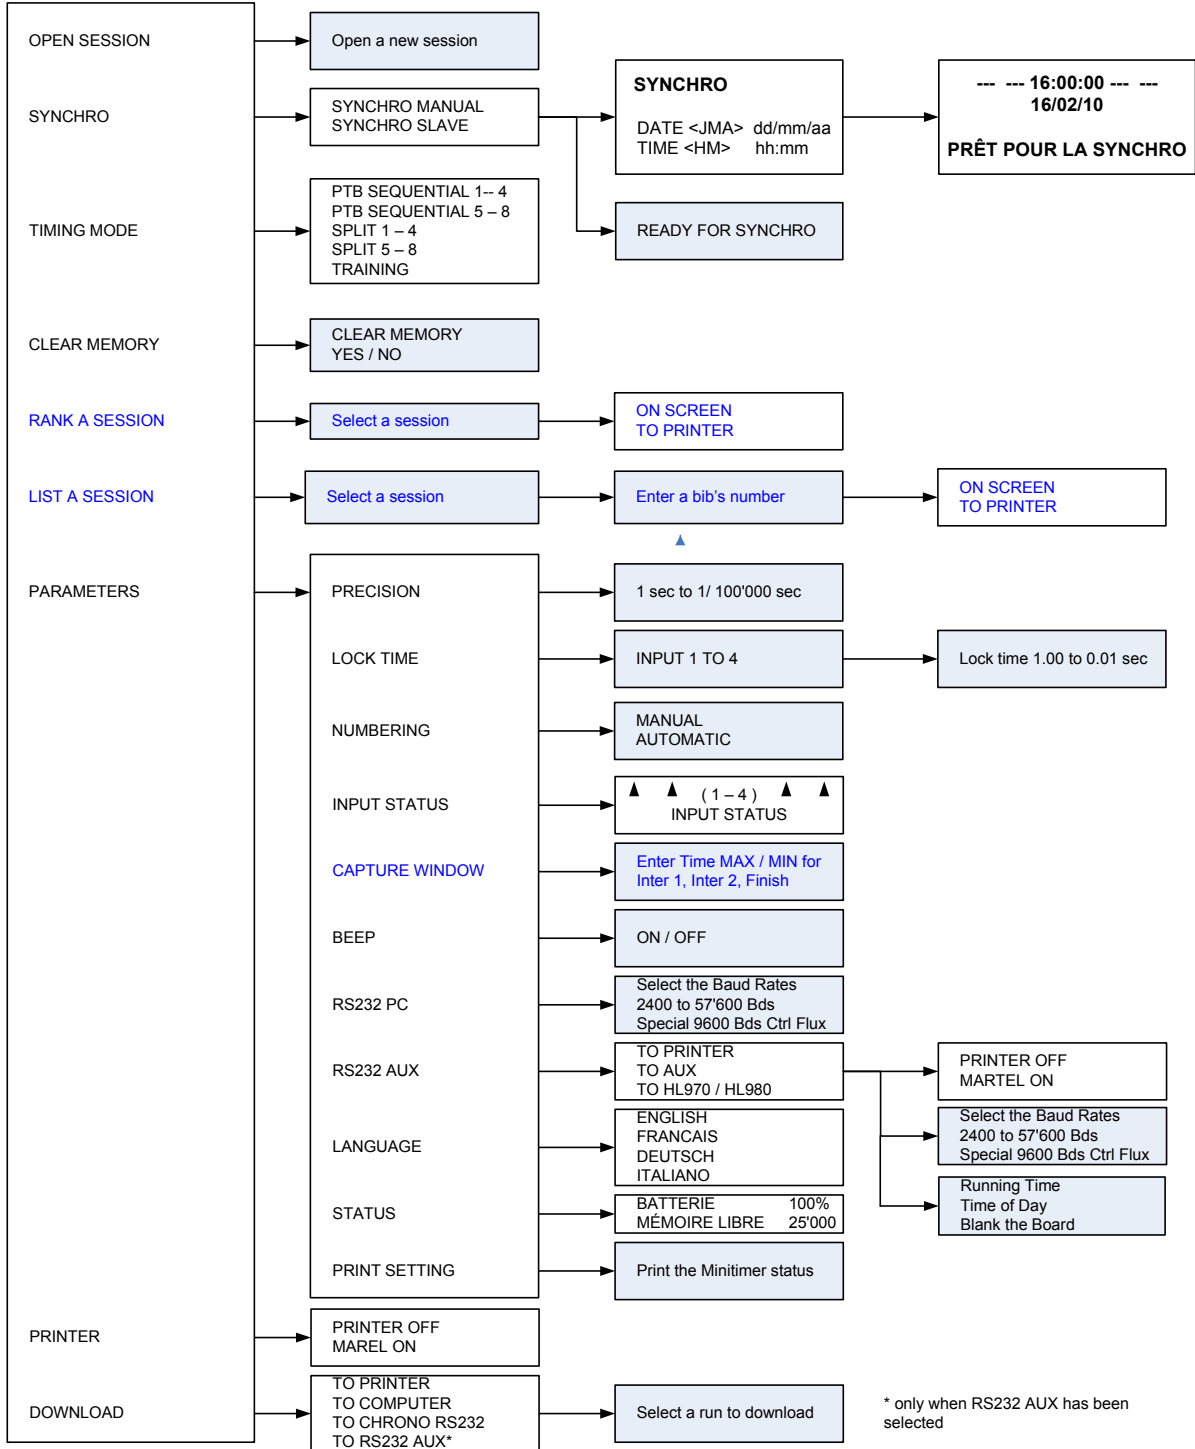 OPEN SESSION
Open a new session
SYNCHRO
SYNCHRO MANUAL
SYNCHRO SLAVE
SYNCHRO
DATE <JMA> dd/mm/aa
TIME <HM> hh:mm
--- --- 16:00:00 --- ---
16/02/10
PRÊT POUR LA SYNCHRO
READY FOR SYNCHRO
TIMING MODE
PTB SEQUENTIAL 1-- 4
PTB SEQUENTIAL 5 – 8
SPLIT 1 – 4
SPLIT 5 – 8
TRAINING
CLEAR MEMORY
CLEAR MEMORY
YES / NO
RANK A SESSION
Select a session
ON SCREEN
TO PRINTER
LIST A SESSION
Select a session
Enter a bib's number
ON SCREEN
TO PRINTER
PARAMETERS
PRECISION
1 sec to 1/ 100'000 sec
LOCK TIME
INPUT 1 TO 4
Lock time 1.00 to 0.01 sec
NUMBERING
MANUAL
AUTOMATIC
INPUT STATUS
( 1 – 4 )
INPUT STATUS
CAPTURE WINDOW
Enter Time MAX / MIN for
Inter 1, Inter 2, Finish
BEEP
ON / OFF
RS232 PC
Select the Baud Rates
2400 to 57'600 Bds
Special 9600 Bds Ctrl Flux
RS232 AUX
TO PRINTER
TO AUX
TO HL970 / HL980
PRINTER OFF
MARTEL ON
Select the Baud Rates
2400 to 57'600 Bds
Special 9600 Bds Ctrl Flux
Running Time
Time of Day
Blank the Board
LANGUAGE
ENGLISH
FRANCAIS
DEUTSCH
ITALIANO
STATUS
BATTERIE 100%
MÉMOIRE LIBRE 25'000
PRINT SETTING
Print the Minitimer status
PRINTER
PRINTER OFF
MAREL ON
DOWNLOAD
TO PRINTER
TO COMPUTER
TO CHRONO RS232
TO RS232 AUX*
Select a run to download
* only when RS232 AUX has been
selected